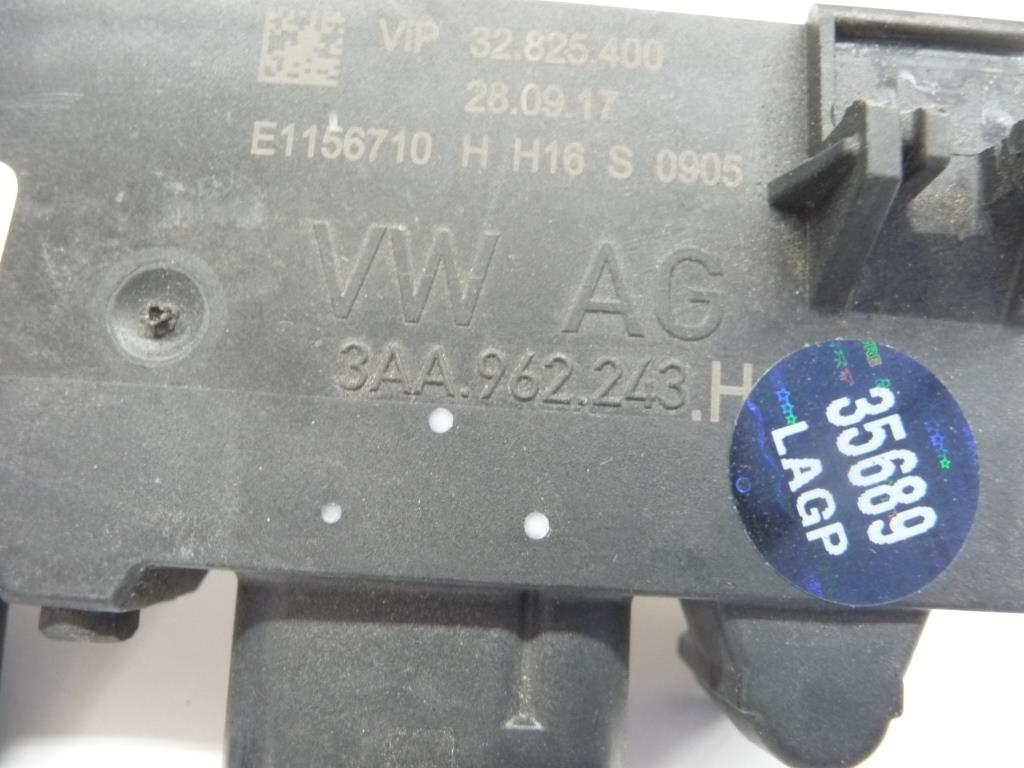 ViP 32.825.400
28.09.17
E1156710 H H16 S 0905
VW AG
3AA.962.243.H
35689
LAGP